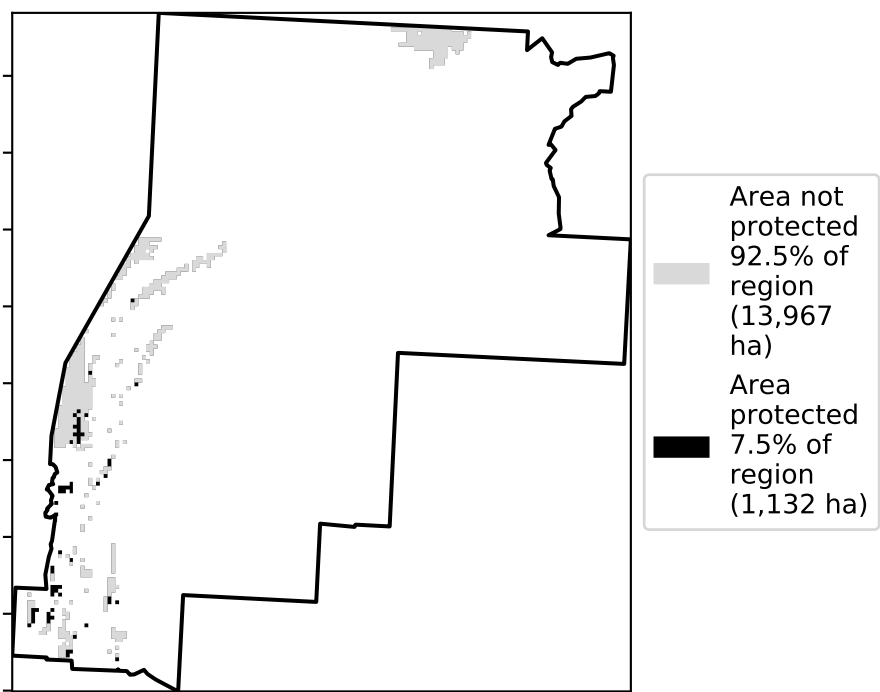 Area not
protected
92.5% of
region
(13,967
ha)
Area
protected
7.5% of
region
(1,132 ha)